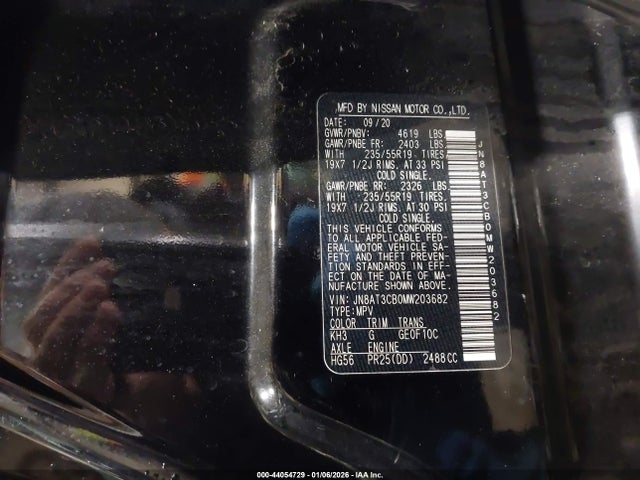 MFD BY NISSAN MOTOR CO.,LTD.
DATE: 09/20
GVWR/PNBV: 4619 LBS
GAWR/PNBE FR: 2403 LBS
WITH 235/55R19 TIRES
19X7 1/2J RIMS. AT 33 PSI
COLD SINGLE.
GAWR/PNBE RR: 2326 LBS
WITH 235/55R19 TIRES
19X7 1/2J RIMS. AT 30 PSI
COLD SINGLE.
THIS VEHICLE CONFORMS
TO ALL APPLICABLE FED-
ERAL MOTOR VEHICLE SA-
FETY AND THEFT PREVEN-
TION STANDARDS IN EFF-
ECT ON THE DATE OF MA-
NUFACTURE SHOWN ABOVE.
VIN: JN8AT3CB0MW203682
TYPE: MPV
COLOR TRIM TRANS
KH3 G GE0F10C
AXLE ENGINE
HG56 PR25(DD) 2488CC
JN8AT3CB0MW203682
000-44054729 - 01/06/2026 - IAA Inc.